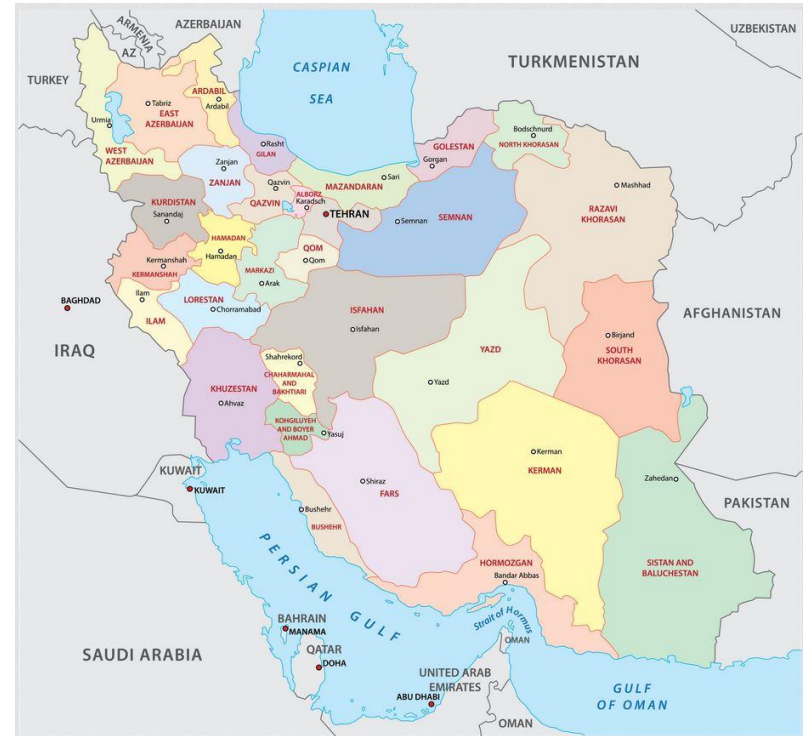 AZERBAIJAN
ARMENIA
AZ
UZBEKISTAN
TURKEY
CASPIAN
SEA
TURKMENISTAN
ARDABIL
Ardabil
Tabriz
EAST
AZERBAIJAN
Urmia
WEST
AZERBAIJAN
Rasht
GILAN
Zanjan
ZANJAN
Qazvin
QAZVIN
ALBORZ
Karadsch
TEHRAN
Sari
MAZANDARAN
GOLESTAN
Gorgan
Bodschnurd
NORTH KHORASAN
Mashhad
RAZAVI
KHORASAN
KURDISTAN
Sanandaj
HAMADAN
Hamadan
Semnan
SEMNAN
QOM
Qom
Kermanshah
KERMANSHAH
MARKAZI
Arak
Ilam
ILAM
LORESTAN
Chorramabad
BAGHDAD
IRAQ
ISFAHAN
Isfahan
AFGHANISTAN
Birjand
SOUTH
KHORASAN
YAZD
Yazd
Shahrekord
CHAHARMAHAL
AND
BAKHTIARI
KHUZESTAN
Ahvaz
KOHGILUYEH
AND BOYER
AHMAD
Yasuj
Kerman
KERMAN
KUWAIT
KUWAIT
Shiraz
FARS
Zahedan
PAKISTAN
Bushehr
BUSHEHR
HORMOZGAN
Bandar Abbas
SISTAN AND
BALUCHESTAN
PERSIAN GULF
Strait of Hormus
BAHRAIN
MANAMA
QATAR
DOHA
OMAN
SAUDI ARABIA
UNITED ARAB
EMIRATES
ABU DHABI
GULF
OF OMAN
OMAN